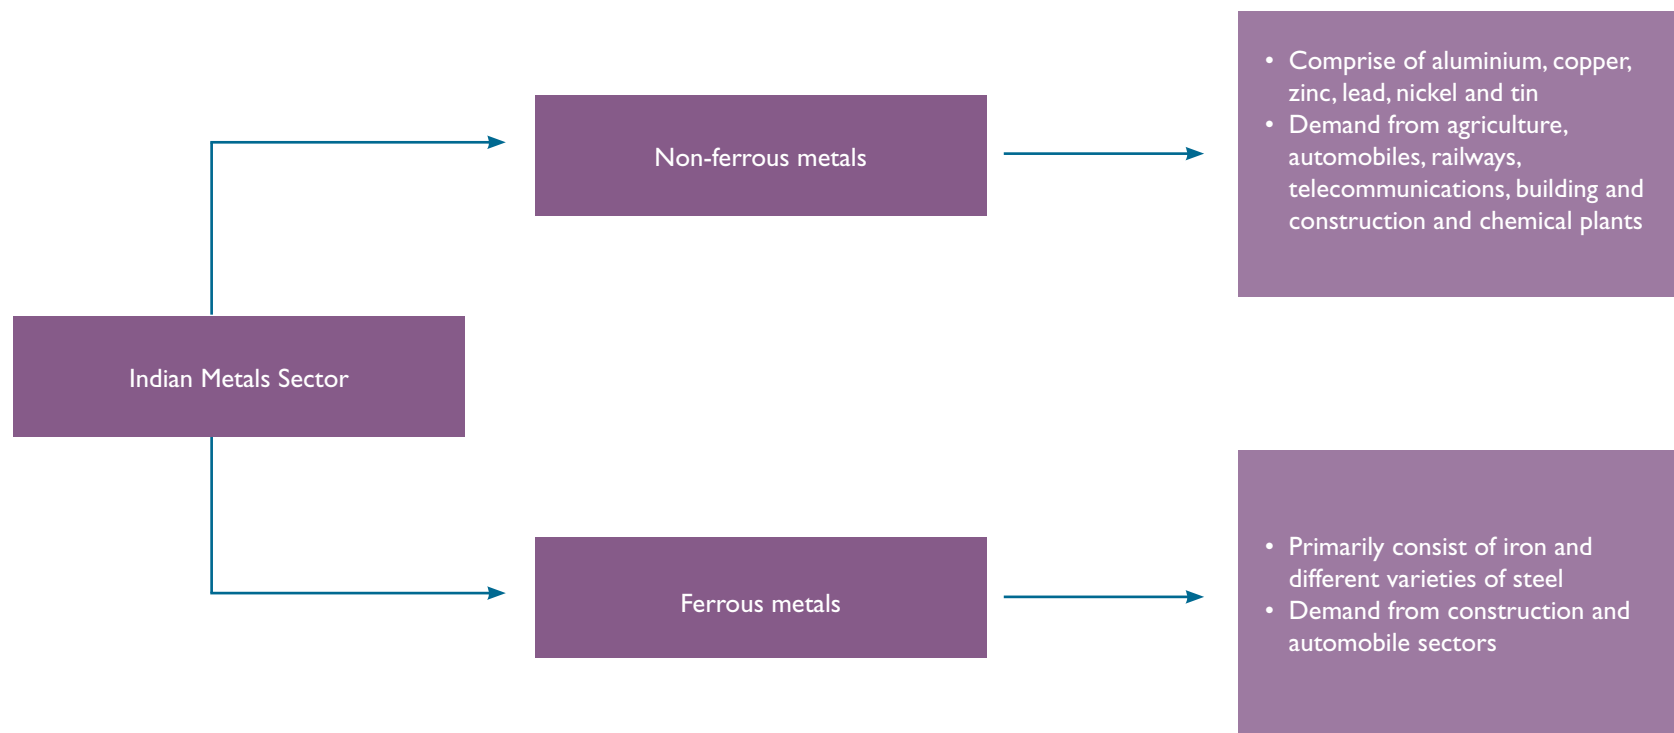 Indian Metals Sector
Non-ferrous metals
• Comprise of aluminium, copper,
zinc, lead, nickel and tin
• Demand from agriculture,
automobiles, railways,
telecommunications, building and
construction and chemical plants
Ferrous metals
• Primarily consist of iron and
different varieties of steel
• Demand from construction and
automobile sectors